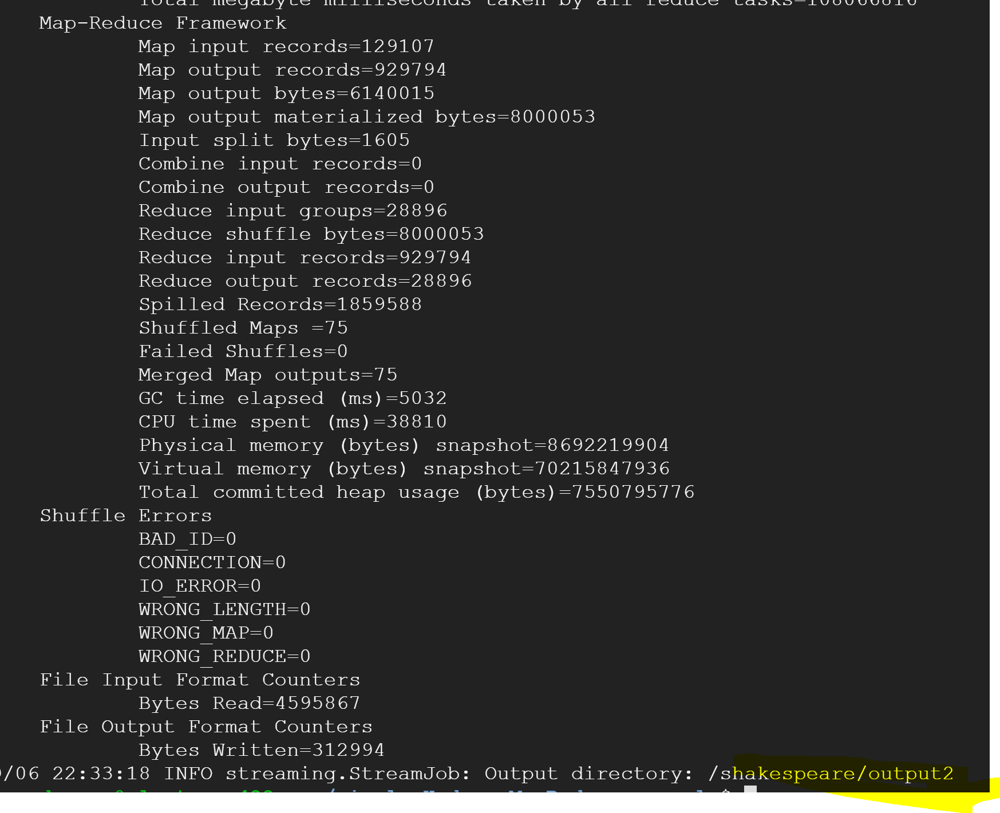 Total megabyte milliseconds taken by all reduce tasks=108066816
Map-Reduce Framework
Map input records=129107
Map output records=929794
Map output bytes=6140015
Map output materialized bytes=8000053
Input split bytes=1605
Combine input records=0
Combine output records=0
Reduce input groups=28896
Reduce shuffle bytes=8000053
Reduce input records=929794
Reduce output records=28896
Spilled Records=1859588
Shuffled Maps =75
Failed Shuffles=0
Merged Map outputs=75
GC time elapsed (ms)=5032
CPU time spent (ms)=38810
Physical memory (bytes) snapshot=8692219904
Virtual memory (bytes) snapshot=70215847936
Total committed heap usage (bytes)=7550795776
Shuffle Errors
BAD_ID=0
CONNECTION=0
IO_ERROR=0
WRONG_LENGTH=0
WRONG_MAP=0
WRONG_REDUCE=0
File Input Format Counters
Bytes Read=4595867
File Output Format Counters
Bytes Written=312994
/06 22:33:18 INFO streaming.StreamJob: Output directory: /shakespeare/output2